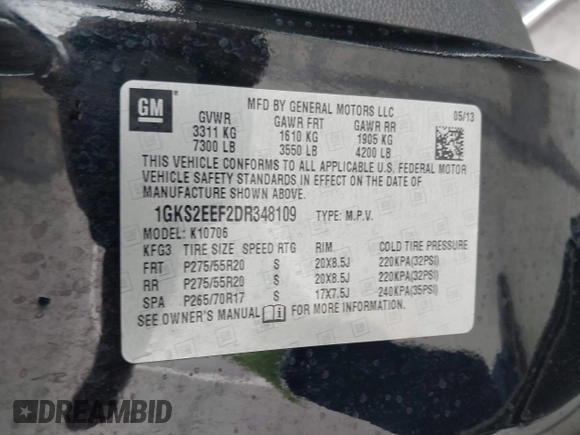 GM
MFD BY GENERAL MOTORS LLC
05/13
GVWR GAWR FRT GAWR RR
3311 KG 1610 KG 1905 KG
7300 LB 3550 LB 4200 LB
THIS VEHICLE CONFORMS TO ALL APPLICABLE U.S. FEDERAL MOTOR
VEHICLE SAFETY STANDARDS IN EFFECT ON THE DATE OF
MANUFACTURE SHOWN ABOVE.
1GKS2EEF2DR348109 TYPE: M.P.V.
MODEL: K10706
KFG3 TIRE SIZE SPEED RTG RIM COLD TIRE PRESSURE
FRT P275/55R20 S 20X8.5J 220KPA(32PSI)
RR P275/55R20 S 20X8.5J 220KPA(32PSI)
SPA P265/70R17 S 17X7.5J 240KPA(35PSI)
SEE OWNER'S MANUAL FOR MORE INFORMATION.
DREAMBID